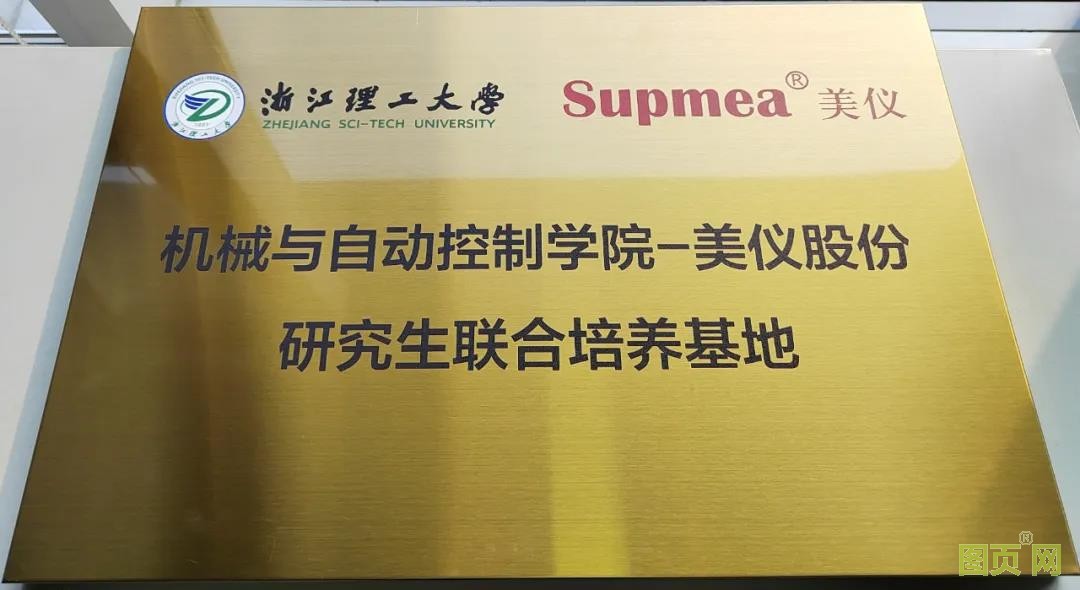 浙江理工大学
ZHEJIANG SCI-TECH UNIVERSITY
Supmea® 美仪
机械与自动控制学院-美仪股份
研究生联合培养基地
图页®网